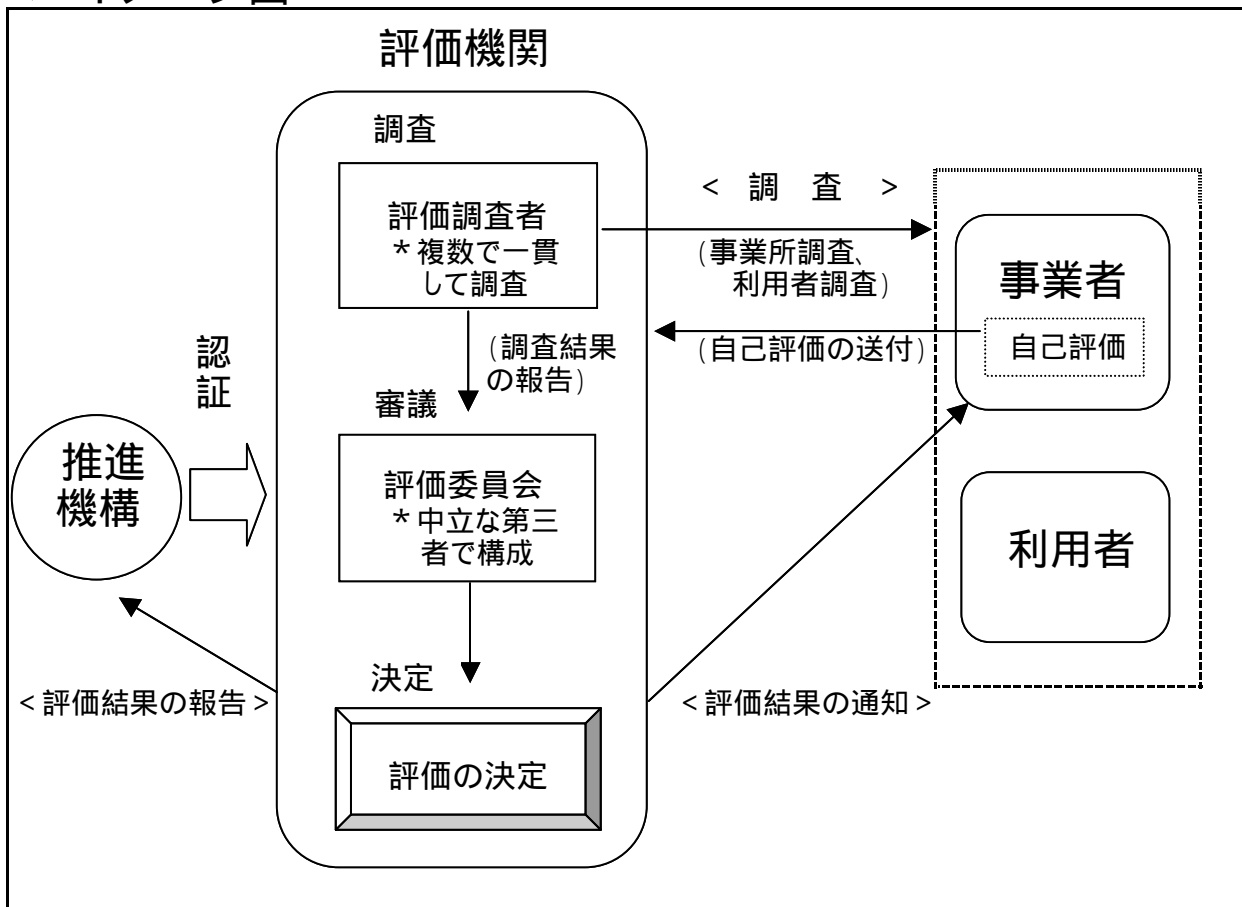 評価機関
調査
評価調査者
＊複数で一貫
して調査
＜ 調 査 ＞
(事業所調査、
利用者調査)
事業者
自己評価
(自己評価の送付)
(調査結果
の報告)
認
証
審議
推進
機構
評価委員会
＊中立な第三
者で構成
利用者
決定
＜評価結果の報告＞
＜評価結果の通知＞
評価の決定